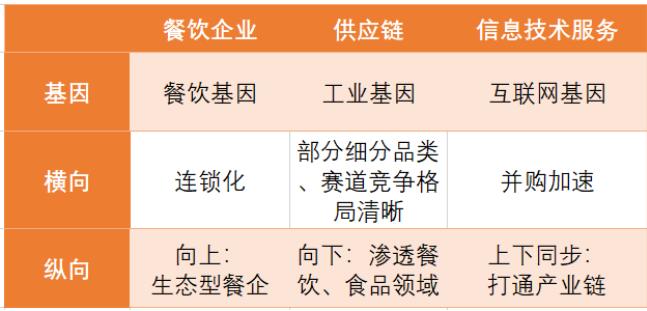 餐饮企业 供应链 信息技术服务
基因 餐饮基因 工业基因 互联网基因
横向 连锁化 部分细分品类
、赛道竞争格
局清晰 并购加速
纵向 向上：
生态型餐企 向下：渗透餐
饮、食品领域 上下同步：
打通产业链